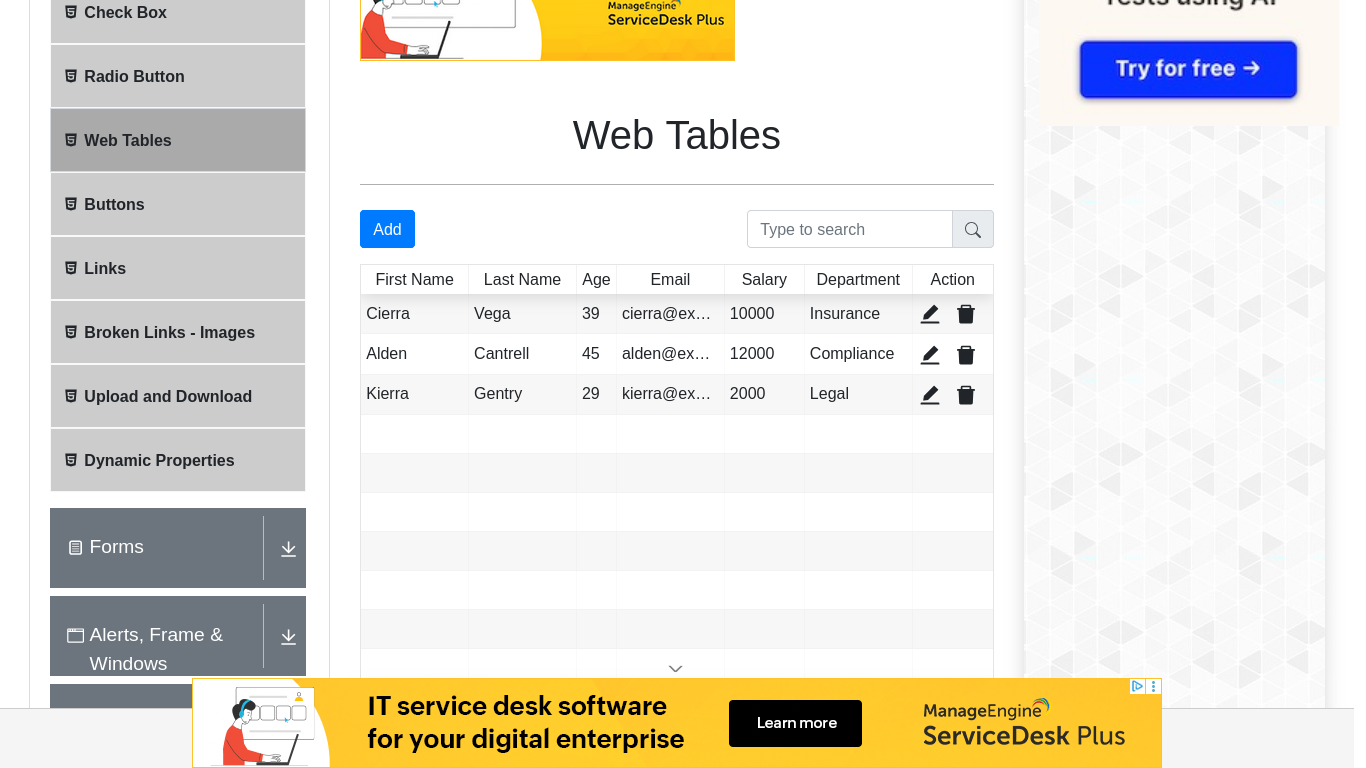 Check Box
Radio Button
Web Tables
Buttons
Links
Broken Links - Images
Upload and Download
Dynamic Properties
Forms
Alerts, Frame &
Windows
ManageEngine
ServiceDesk Plus
Web Tables
Add
Type to search
First Name Last Name Age Email Salary Department Action
Cierra Vega 39 cierra@ex… 10000 Insurance
Alden Cantrell 45 alden@ex… 12000 Compliance
Kierra Gentry 29 kierra@ex… 2000 Legal
Tests using AI
Try for free →
IT service desk software
for your digital enterprise
Learn more
ManageEngine
ServiceDesk Plus